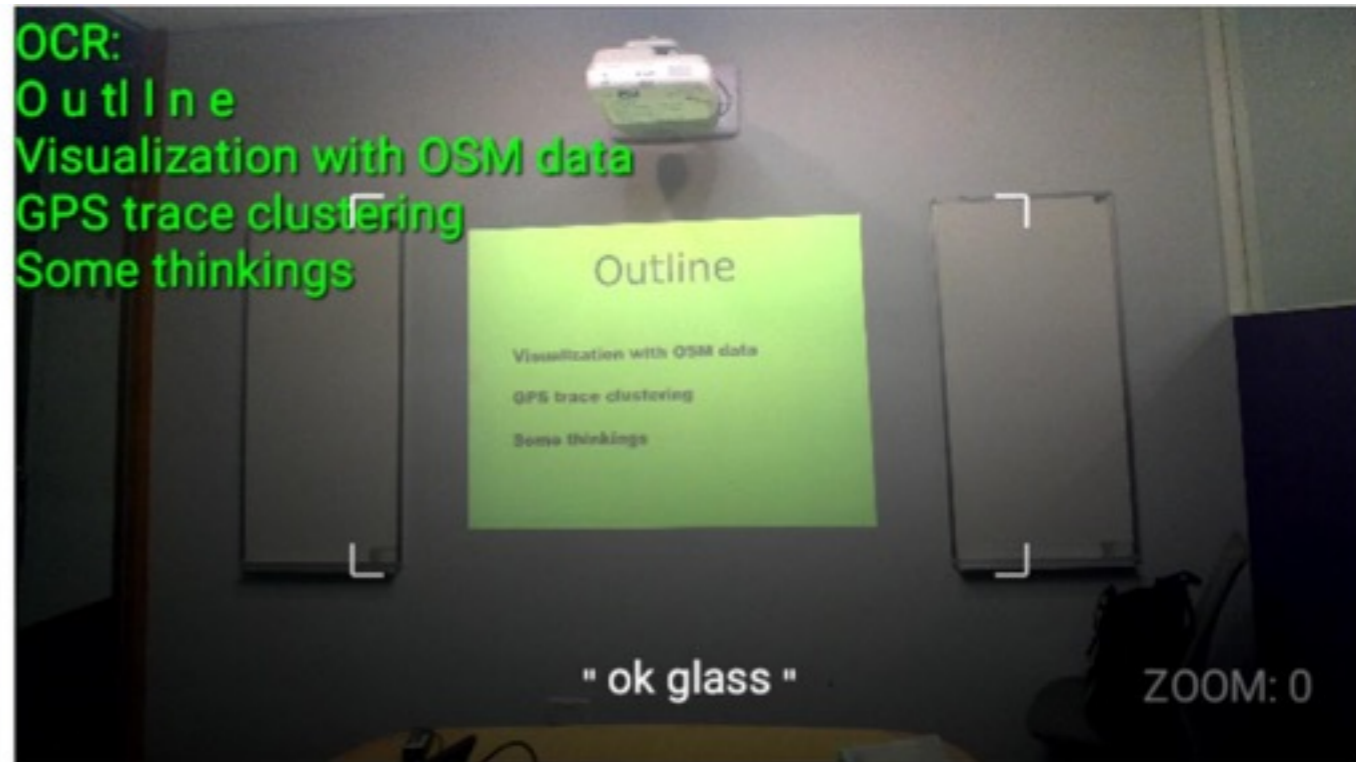 OCR:
O u tl I n e
Visualization with OSM data
GPS trace clustering
Some thinkings
Outline
Visualization with OSM data
GPS trace clustering
Some thinkings
" ok glass "
ZOOM: 0